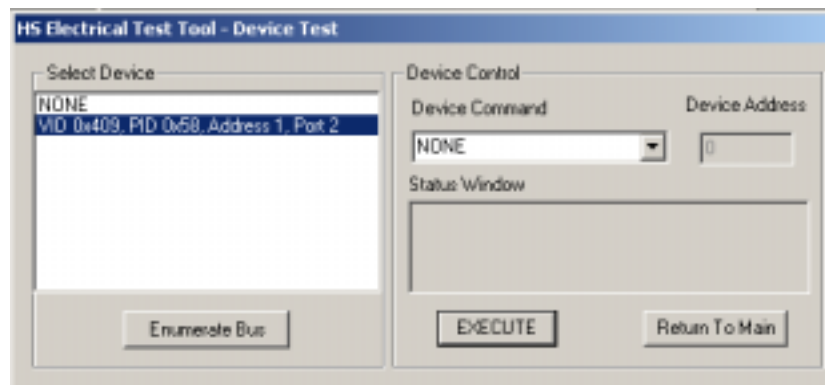 HS Electrical Test Tool - Device Test
Select Device
NONE
VID 0x409, PID 0x58, Address 1, Port 2
Enumerate Bus
Device Control
Device Command
Device Address
NONE
0
Status Window
EXECUTE
Return To Main